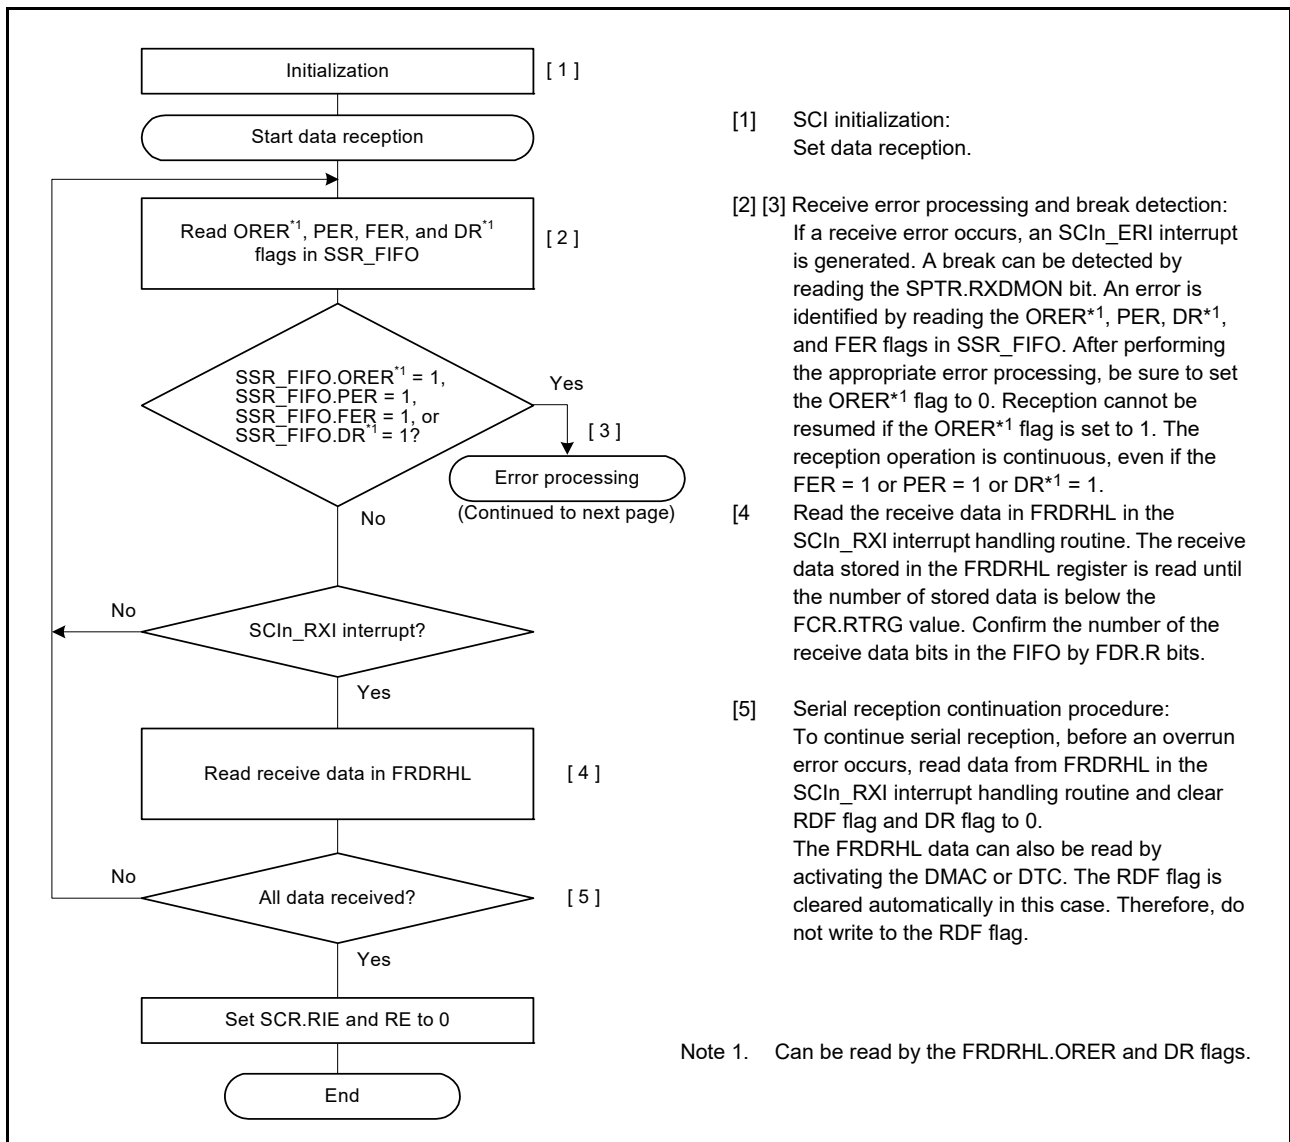 Initialization
[ 1 ]
Start data reception
Read ORER*1, PER, FER, and DR*1
flags in SSR_FIFO
[ 2 ]
SSR_FIFO.ORER*1 = 1,
SSR_FIFO.PER = 1,
SSR_FIFO.FER = 1, or
SSR_FIFO.DR*1 = 1?
Yes
[ 3 ]
Error processing
(Continued to next page)
No
No
SCIn_RXI interrupt?
Yes
Read receive data in FRDRHL
[ 4 ]
No
All data received?
[ 5 ]
Yes
Set SCR.RIE and RE to 0
End
[1] SCI initialization:
Set data reception.
[2] [3] Receive error processing and break detection:
If a receive error occurs, an SCIn_ERI interrupt
is generated. A break can be detected by
reading the SPTR.RXDMON bit. An error is
identified by reading the ORER*1, PER, DR*1,
and FER flags in SSR_FIFO. After performing
the appropriate error processing, be sure to set
the ORER*1 flag to 0. Reception cannot be
resumed if the ORER*1 flag is set to 1. The
reception operation is continuous, even if the
FER = 1 or PER = 1 or DR*1 = 1.
[4 Read the receive data in FRDRHL in the
SCIn_RXI interrupt handling routine. The receive
data stored in the FRDRHL register is read until
the number of stored data is below the
FCR.RTRG value. Confirm the number of the
receive data bits in the FIFO by FDR.R bits.
[5] Serial reception continuation procedure:
To continue serial reception, before an overrun
error occurs, read data from FRDRHL in the
SCIn_RXI interrupt handling routine and clear
RDF flag and DR flag to 0.
The FRDRHL data can also be read by
activating the DMAC or DTC. The RDF flag is
cleared automatically in this case. Therefore, do
not write to the RDF flag.
Note 1. Can be read by the FRDRHL.ORER and DR flags.